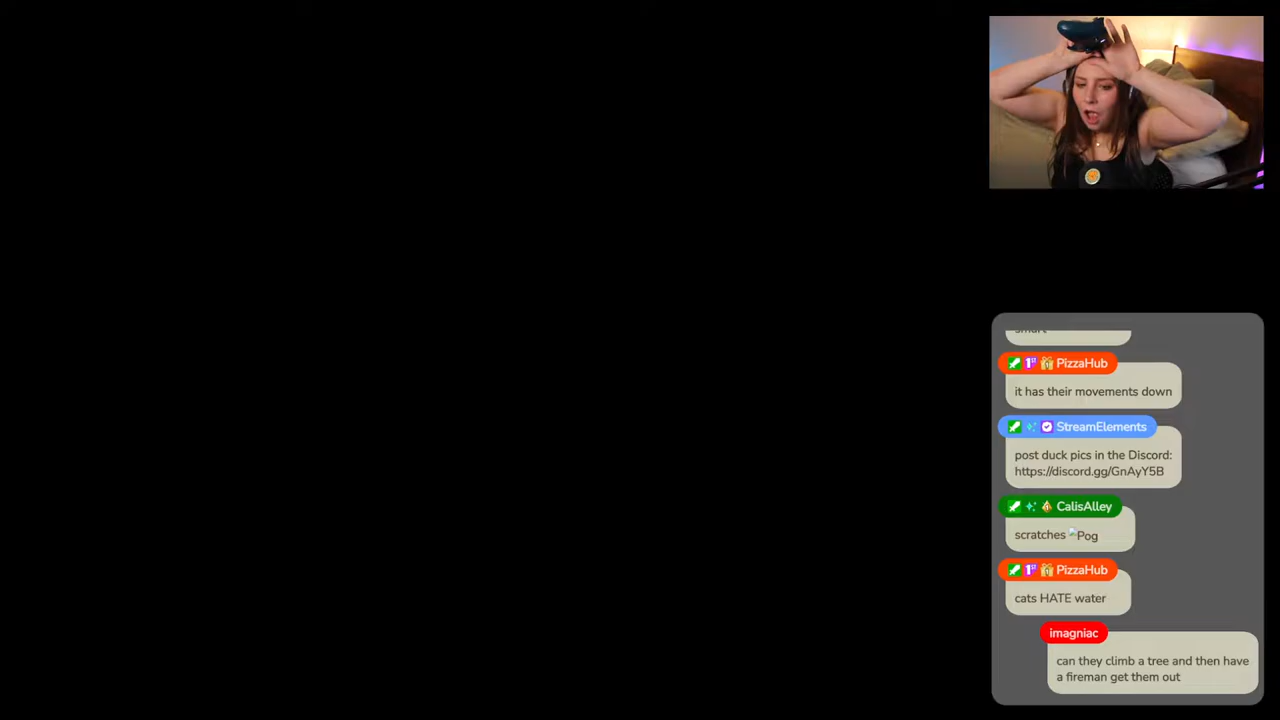 PizzaHub
it has their movements down
StreamElements
post duck pics in the Discord:
https://discord.gg/GnAyY5B
CalisAlley
scratches Pog
PizzaHub
cats HATE water
imagniac
can they climb a tree and then have
a fireman get them out